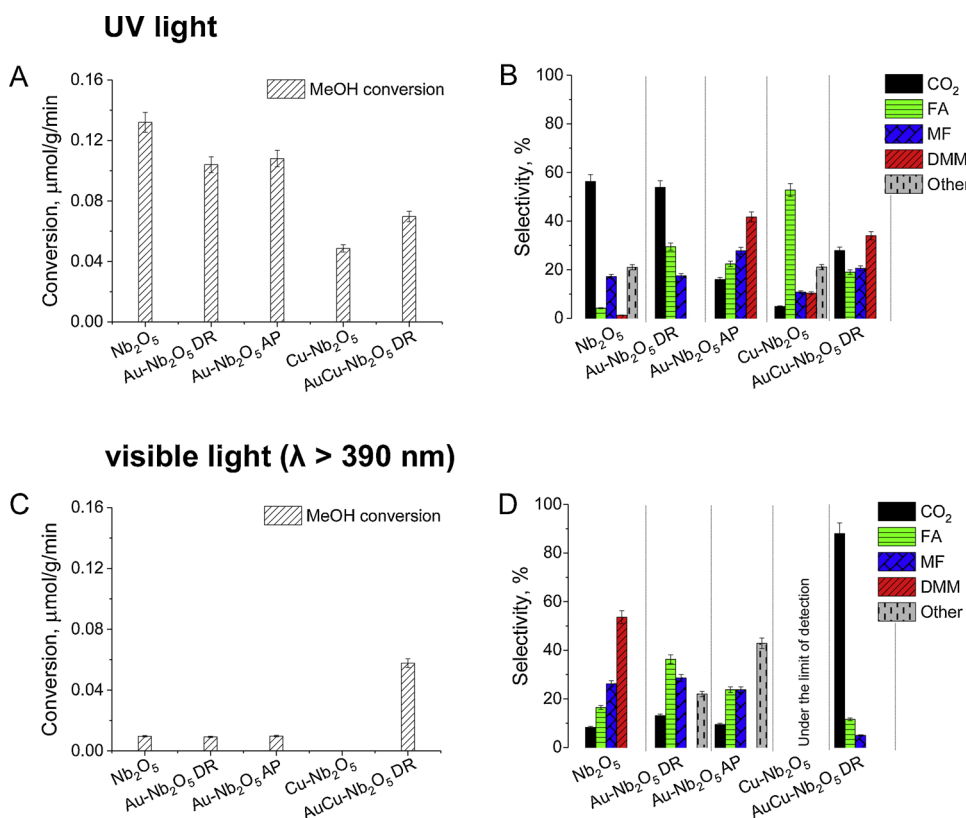 UV light
A
0.16
0.12
0.08
0.04
0.00
Conversion, μmol/g/min
MeOH conversion
Nb₂O₅
Au–Nb₂O₅ DR
Au–Nb₂O₅ AP
Cu–Nb₂O₅
AuCu–Nb₂O₅ DR
B
100
80
60
40
20
0
Selectivity, %
CO₂
FA
MF
DMM
Other
Nb₂O₅
Au–Nb₂O₅ DR
Au–Nb₂O₅ AP
Cu–Nb₂O₅
AuCu–Nb₂O₅ DR
visible light (λ > 390 nm)
C
0.16
0.12
0.08
0.04
0.00
Conversion, μmol/g/min
MeOH conversion
Nb₂O₅
Au–Nb₂O₅ DR
Au–Nb₂O₅ AP
Cu–Nb₂O₅
AuCu–Nb₂O₅ DR
D
100
80
60
40
20
0
Selectivity, %
Under the limit of detection
CO₂
FA
MF
DMM
Other
Nb₂O₅
Au–Nb₂O₅ DR
Au–Nb₂O₅ AP
Cu–Nb₂O₅
AuCu–Nb₂O₅ DR